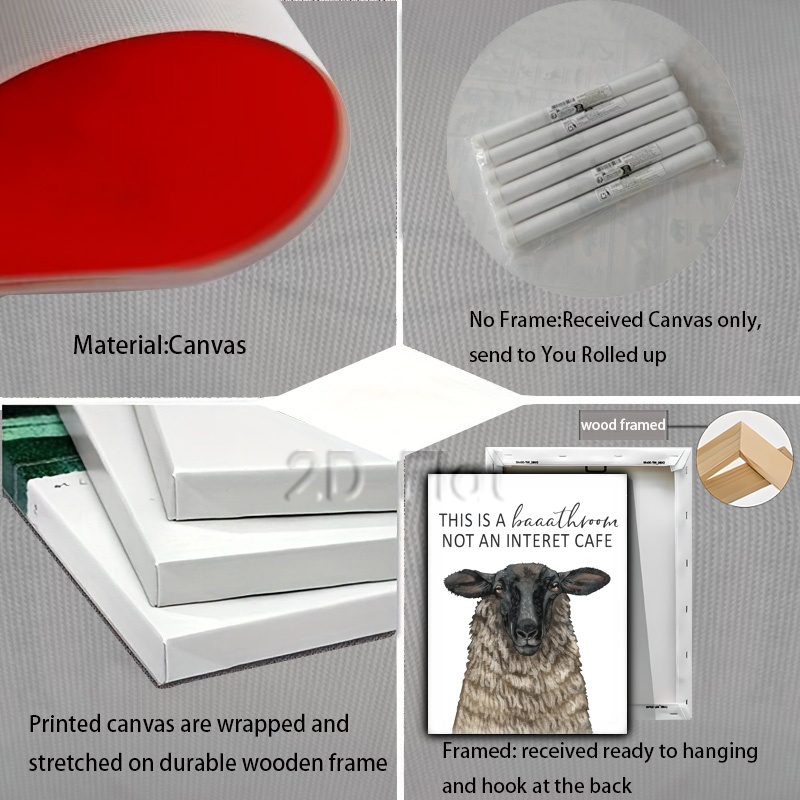 Material:Canvas
No Frame:Received Canvas only,
send to You Rolled up
2D Flat
Printed canvas are wrapped and
stretched on durable wooden frame
wood framed
THIS IS A baaathroom
NOT AN INTERET CAFE
Framed: received ready to hanging
and hook at the back